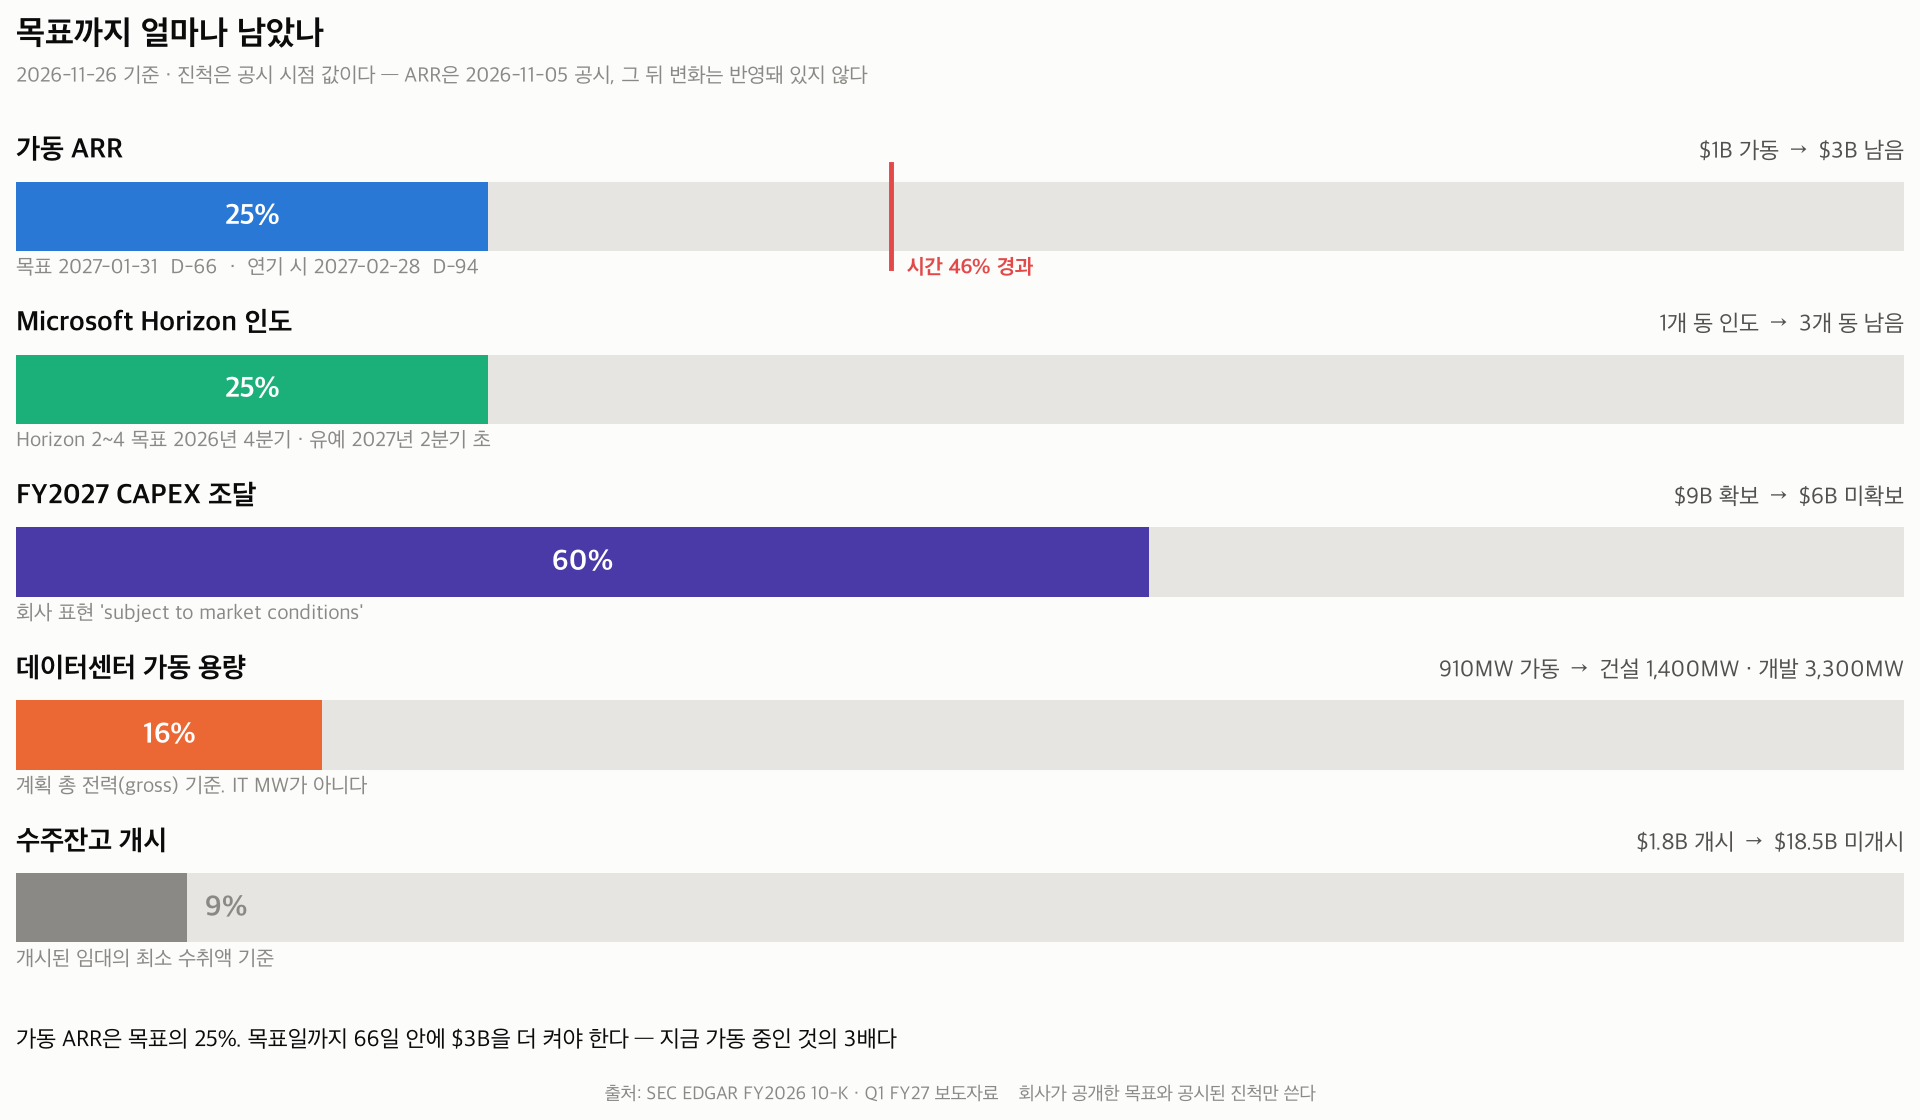 목표까지 얼마나 남았나
2026-11-26 기준 · 진척은 공시 시점 값이다 — ARR은 2026-11-05 공시, 그 뒤 변화는 반영돼 있지 않다
가동 ARR
$1B 가동 → $3B 남음
25%
목표 2027-01-31 D-66 · 연기 시 2027-02-28 D-94
시간 46% 경과
Microsoft Horizon 인도
1개 동 인도 → 3개 동 남음
25%
Horizon 2~4 목표 2026년 4분기 · 유예 2027년 2분기 초
FY2027 CAPEX 조달
$9B 확보 → $6B 미확보
60%
회사 표현 'subject to market conditions'
데이터센터 가동 용량
910MW 가동 → 건설 1,400MW · 개발 3,300MW
16%
계획 총 전력(gross) 기준. IT MW가 아니다
수주잔고 개시
$1.8B 개시 → $18.5B 미개시
9%
개시된 임대의 최소 수취액 기준
가동 ARR은 목표의 25%. 목표일까지 66일 안에 $3B을 더 켜야 한다 — 지금 가동 중인 것의 3배다
출처: SEC EDGAR FY2026 10-K · Q1 FY27 보도자료 회사가 공개한 목표와 공시된 진척만 쓴다